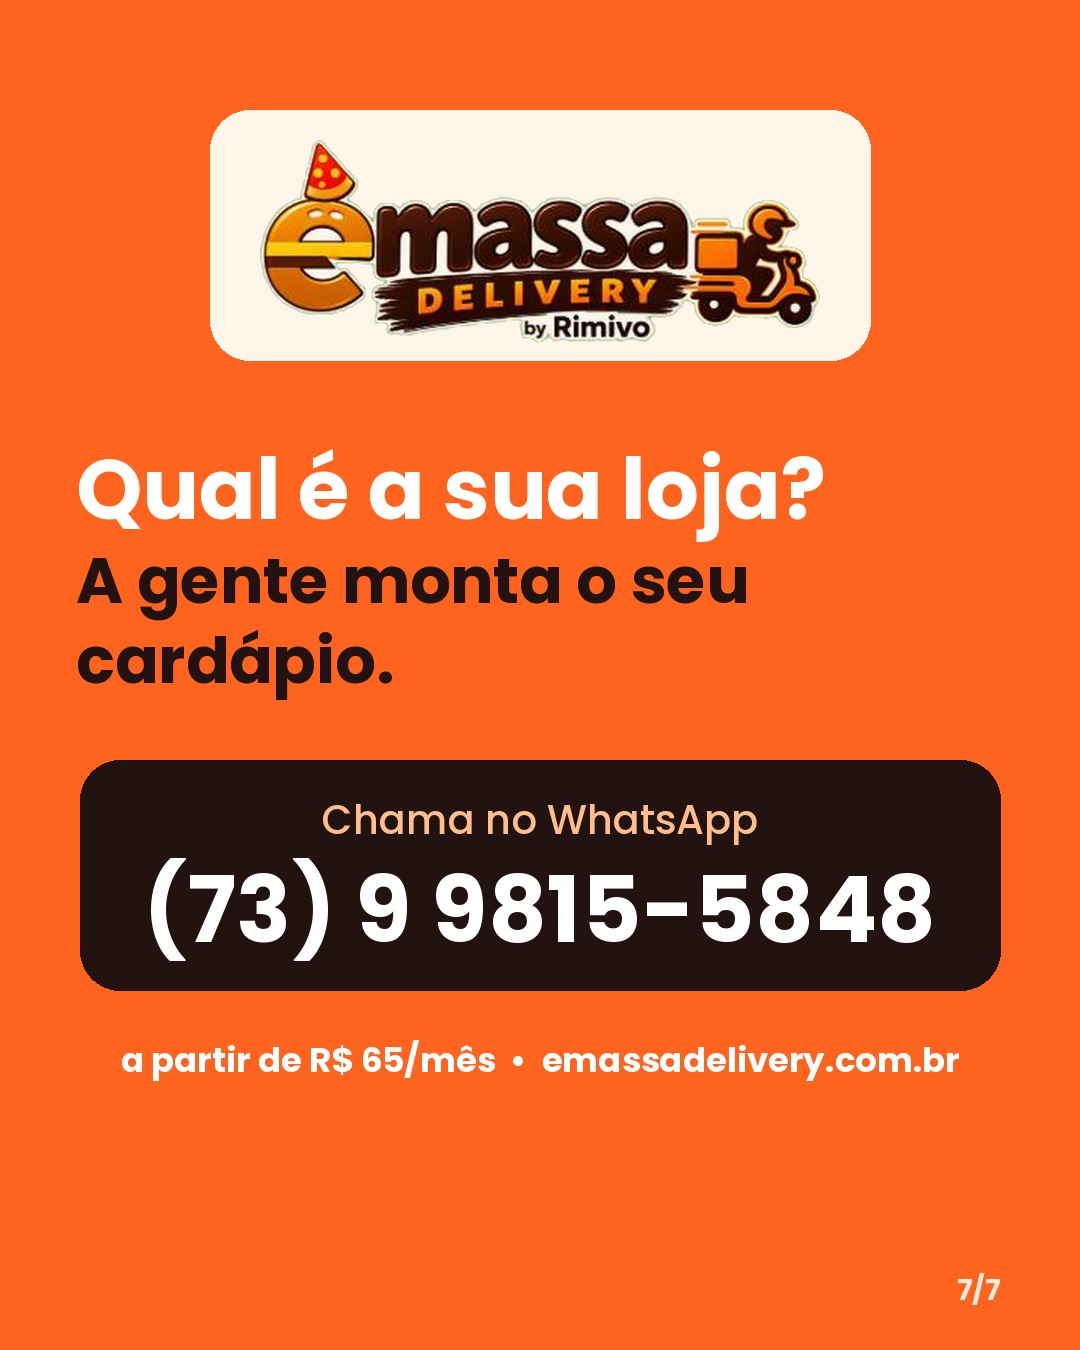 êmassa
DELIVERY
by Rimivo
Qual é a sua loja?
A gente monta o seu
cardápio.
Chama no WhatsApp
(73) 9 9815-5848
a partir de R$ 65/mês • emassadelivery.com.br
7/7